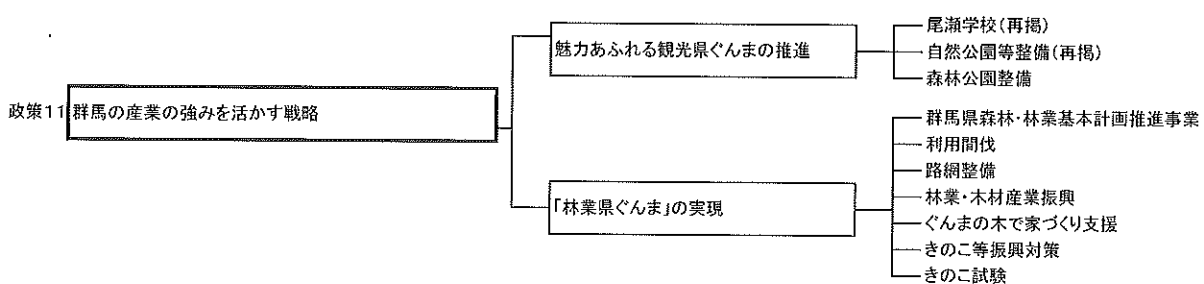 政策11 群馬の産業の強みを活かす戦略
魅力あふれる観光県ぐんまの推進
尾瀬学校(再掲)
自然公園等整備(再掲)
森林公園整備
「林業県ぐんま」の実現
群馬県森林・林業基本計画推進事業
利用間伐
路網整備
林業・木材産業振興
ぐんまの木で家づくり支援
きのこ等振興対策
きのこ試験